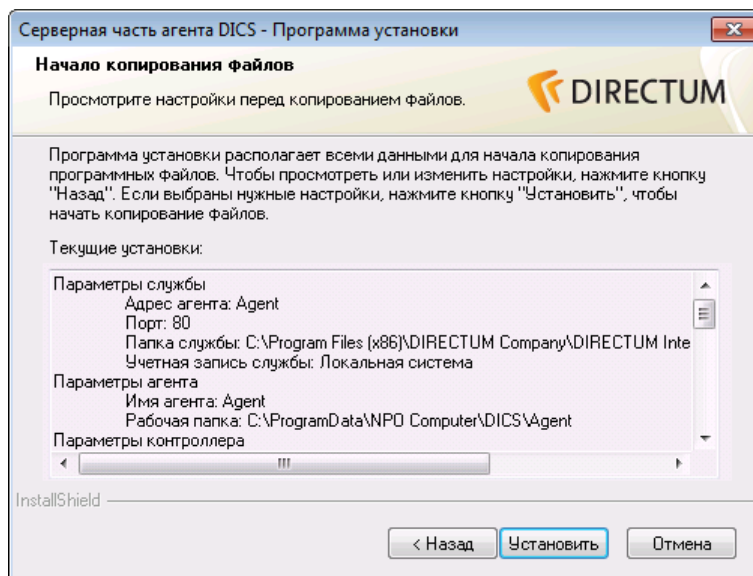 Серверная часть агента DICS - Программа установки
Начало копирования файлов
Просмотрите настройки перед копированием файлов.
DIRECTUM
Программа установки располагает всеми данными для начала копирования
программных файлов. Чтобы просмотреть или изменить настройки, нажмите кнопку
"Назад". Если выбраны нужные настройки, нажмите кнопку "Установить", чтобы
начать копирование файлов.
Текущие установки:
Параметры службы
Адрес агента: Agent
Порт: 80
Папка службы: C:\Program Files (x86)\DIRECTUM Company\DIRECTUM Inte
Учетная запись службы: Локальная система
Параметры агента
Имя агента: Agent
Рабочая папка: C:\ProgramData\NPO Computer\DICS\Agent
Параметры контроллера
InstallShield
< Назад Установить Отмена